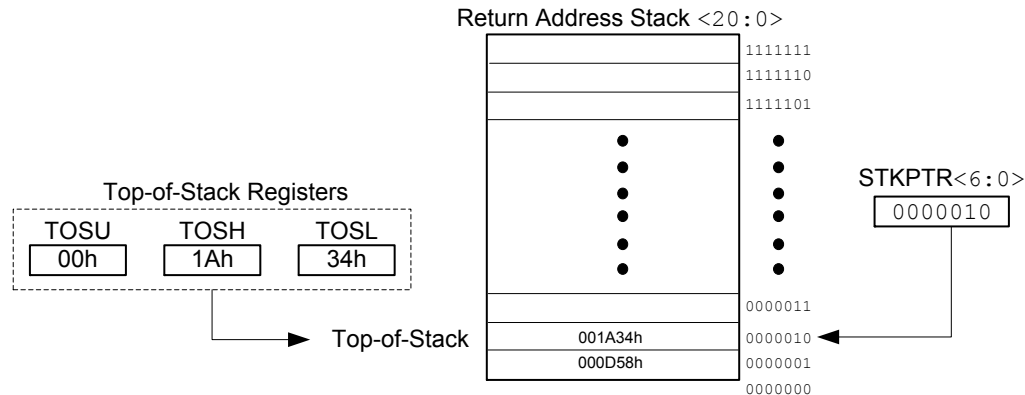 Return Address Stack <20:0>
1111111
1111110
1111101
STKPTR<6:0>
0000010
Top-of-Stack Registers
TOSU TOSH TOSL
00h 1Ah 34h
0000011
Top-of-Stack 001A34h 0000010
000D58h 0000001
0000000